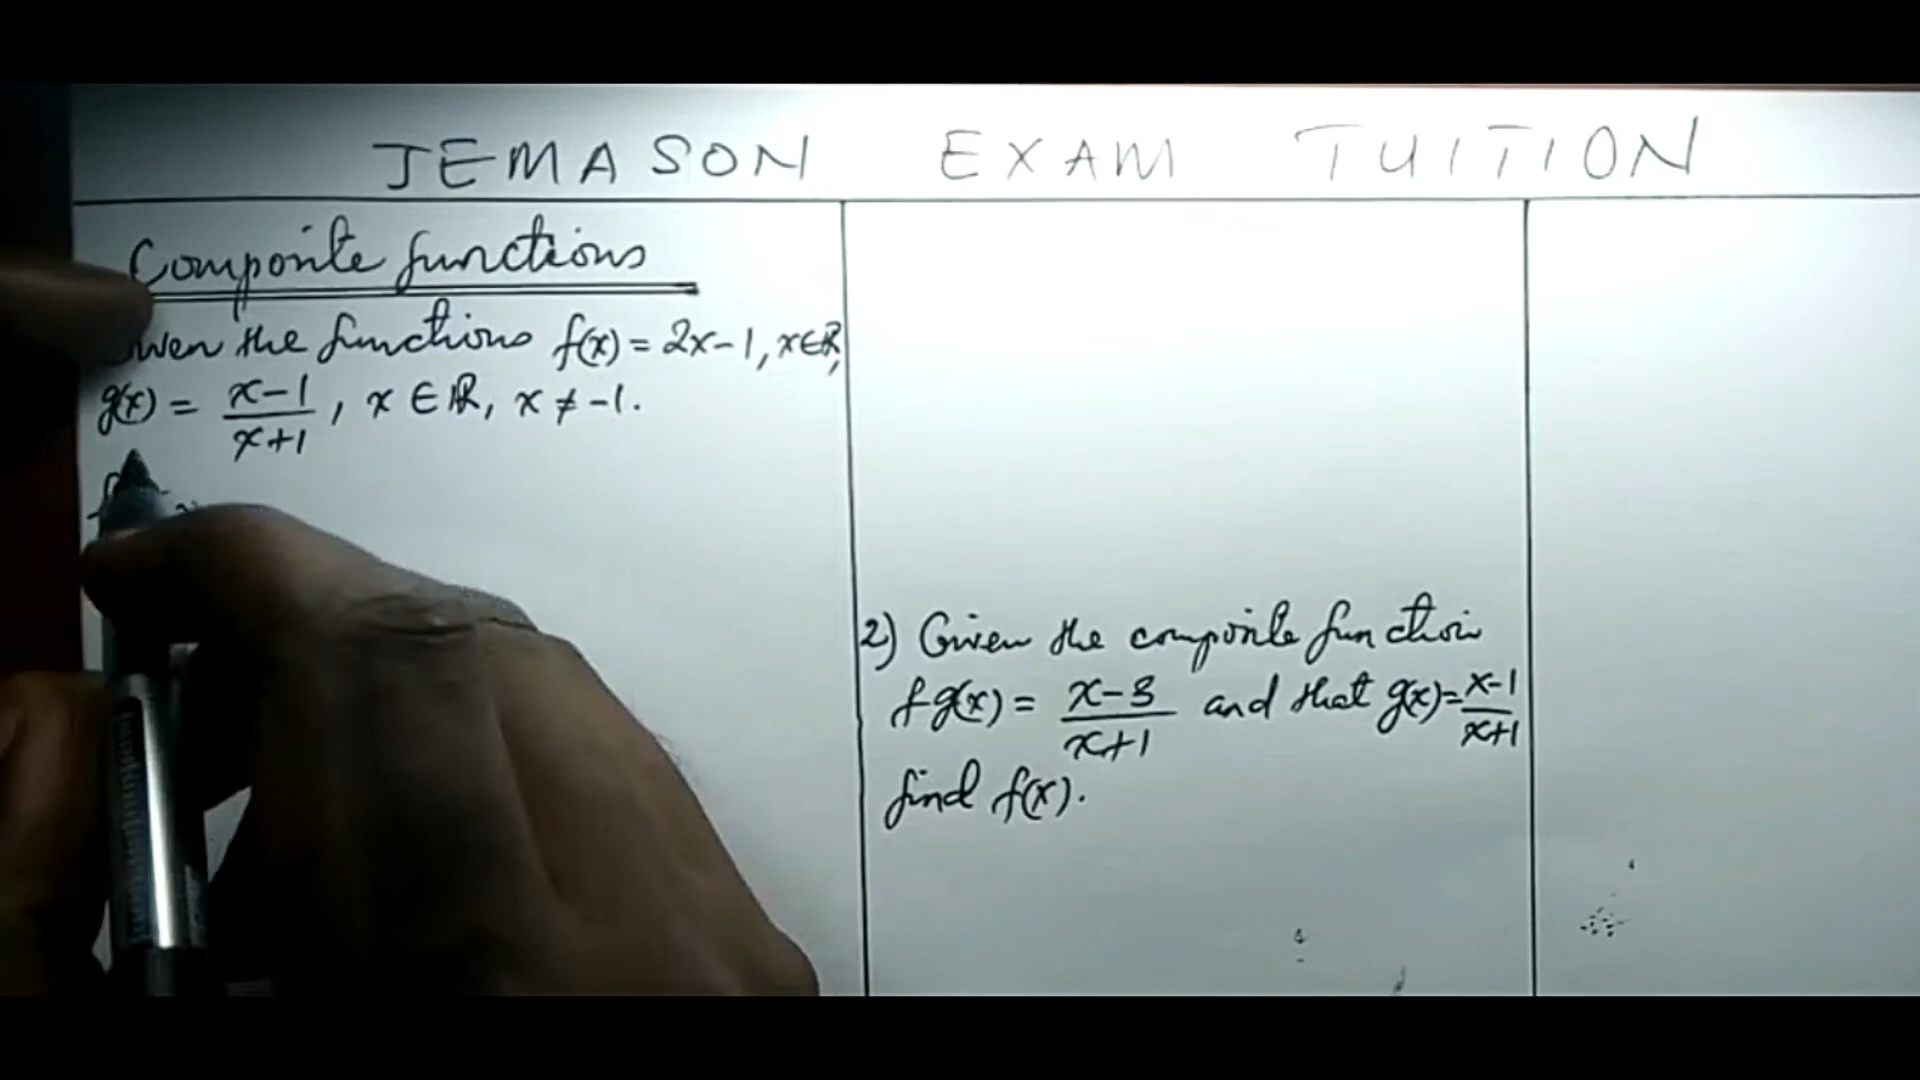 JEMASON EXAM TUITION
Composite functions
the functions f(x) = 2x-1, x∈ℝ,
g(x) = x-1/x+1, x ∈ ℝ, x ≠ -1.
2) Given the composite function
fg(x) = x-3/x+1 and that g(x)=x-1/x+1
find f(x).